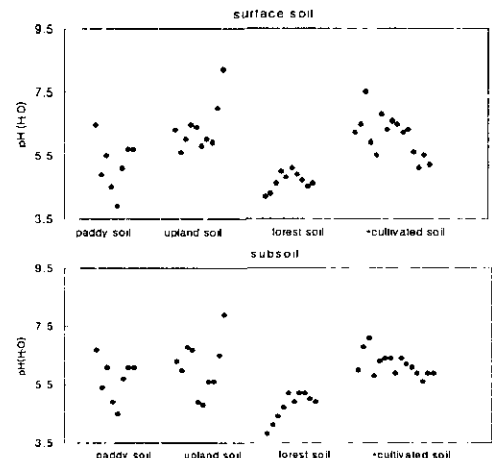 surface soil
9.5
7.5
5.5
3.5
pH (H2O)
paddy soil upland soil forest soil *cultivated soil
subsoil
9.5
7.5
5.5
3.5
pH(H2O)
paddy soil upland soil forest soil *cultivated soil